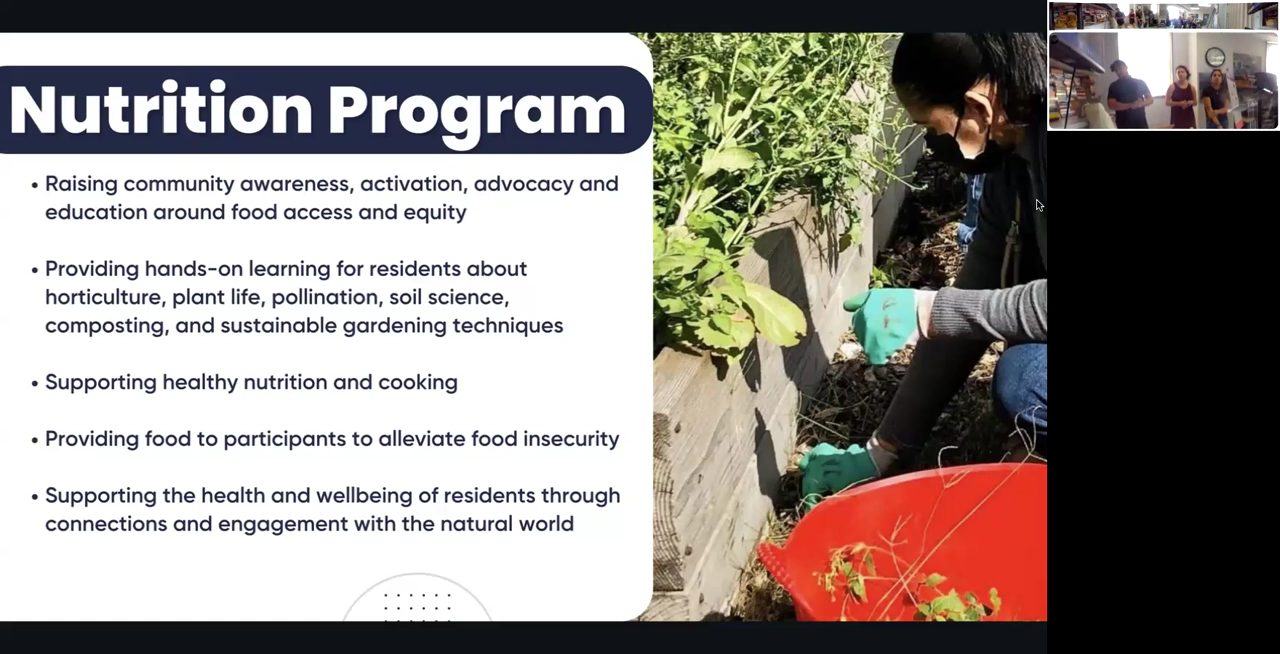 Nutrition Program
• Raising community awareness, activation, advocacy and
education around food access and equity
• Providing hands-on learning for residents about
horticulture, plant life, pollination, soil science,
composting, and sustainable gardening techniques
• Supporting healthy nutrition and cooking
• Providing food to participants to alleviate food insecurity
• Supporting the health and wellbeing of residents through
connections and engagement with the natural world